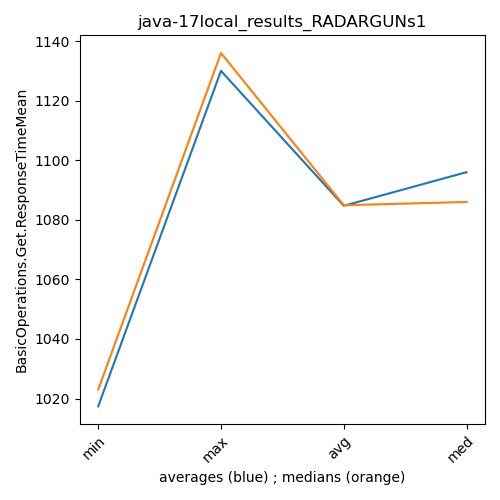 java-17local_results_RADARGUNs1
BasicOperations.Get.ResponseTimeMean
1140
1120
1100
1080
1060
1040
1020
min
max
avg
med
averages (blue) ; medians (orange)